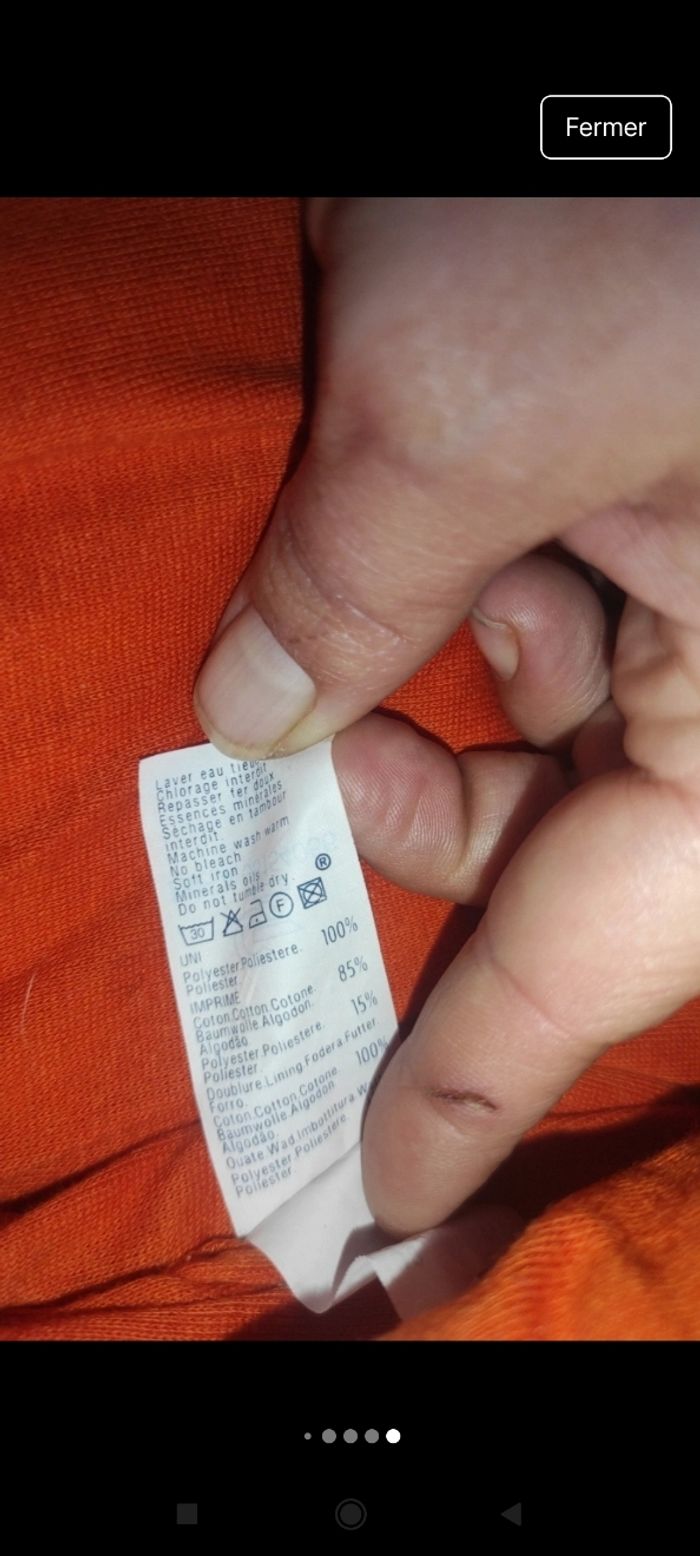 Fermer
Laver eau
Chlorage interdit
Repasser fer doux
Essences minérales
Séchage en tambour
interdit.
Machine wash warm
No bleach
Soft iron
Minerals oils
Do not tumble dry.
®
30 F
UNI
Polyester.Poliestere. 100%
Poliester.
IMPRIME
Coton.Cotton.Cotone. 85%
Baumwolle.Algodon.
Algodão.
Polyester.Poliestere. 15%
Poliester.
Doublure.Lining.Fodera.Futter.
Forro.
Coton.Cotton.Cotone. 100%
Baumwolle.Algodon.
Algodão.
Ouate Wad Imbottitura
Polyester.Poliestere.
Poliester.